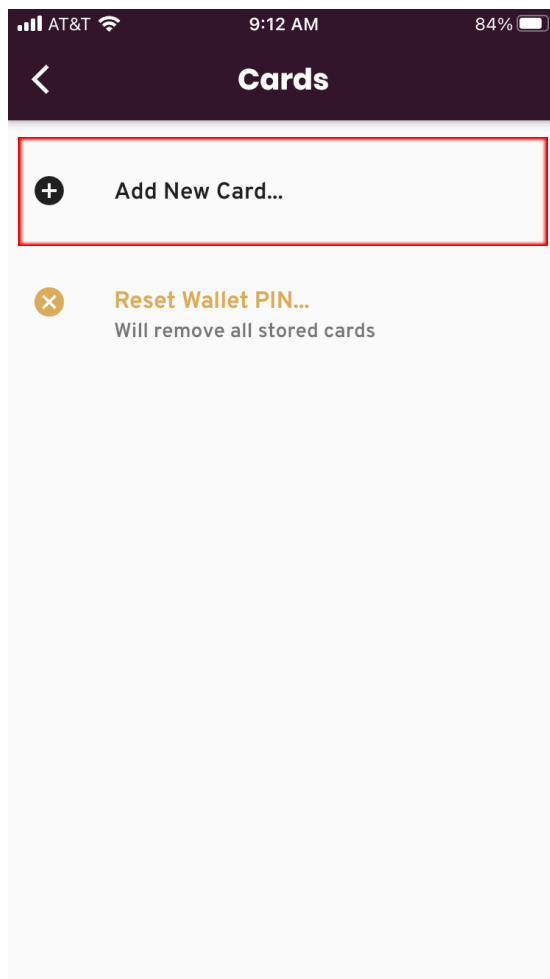 AT&T 9:12 AM 84%
Cards
Add New Card...
Reset Wallet PIN...
Will remove all stored cards